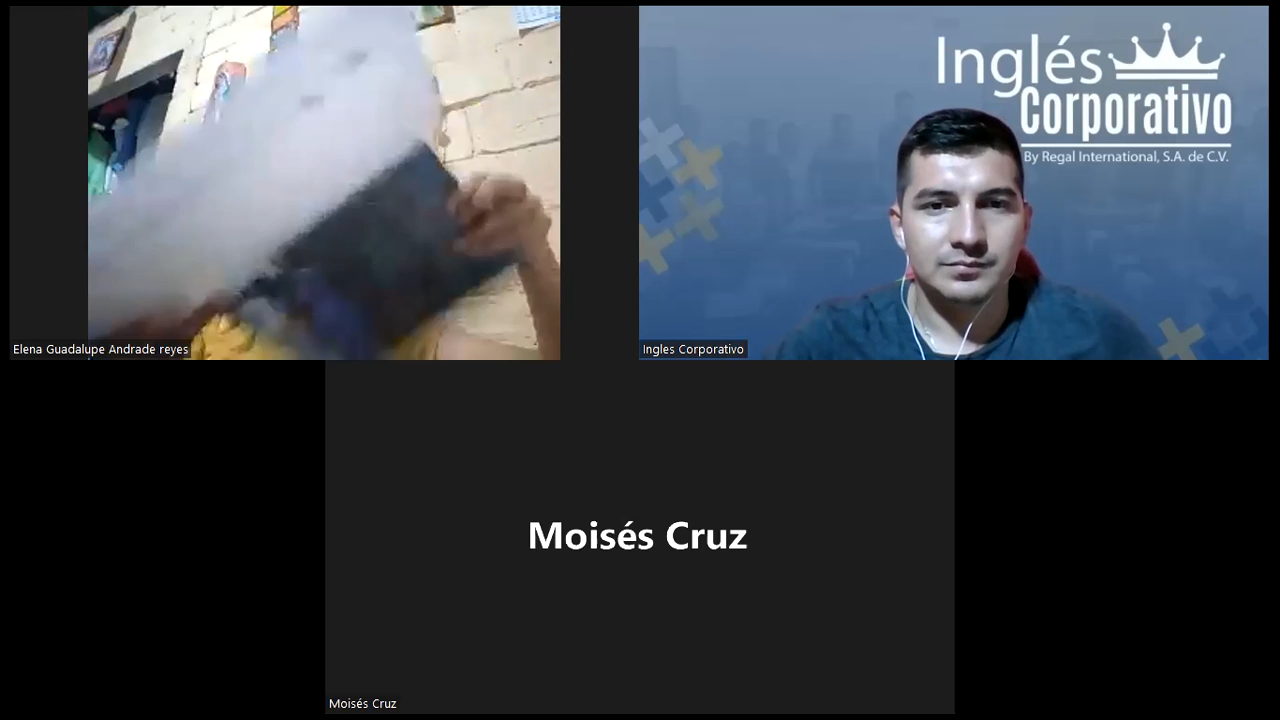 Inglés
Corporativo
By Regal International, S.A. de C.V.
Elena Guadalupe Andrade reyes
Ingles Corporativo
Moisés Cruz
Moisés Cruz